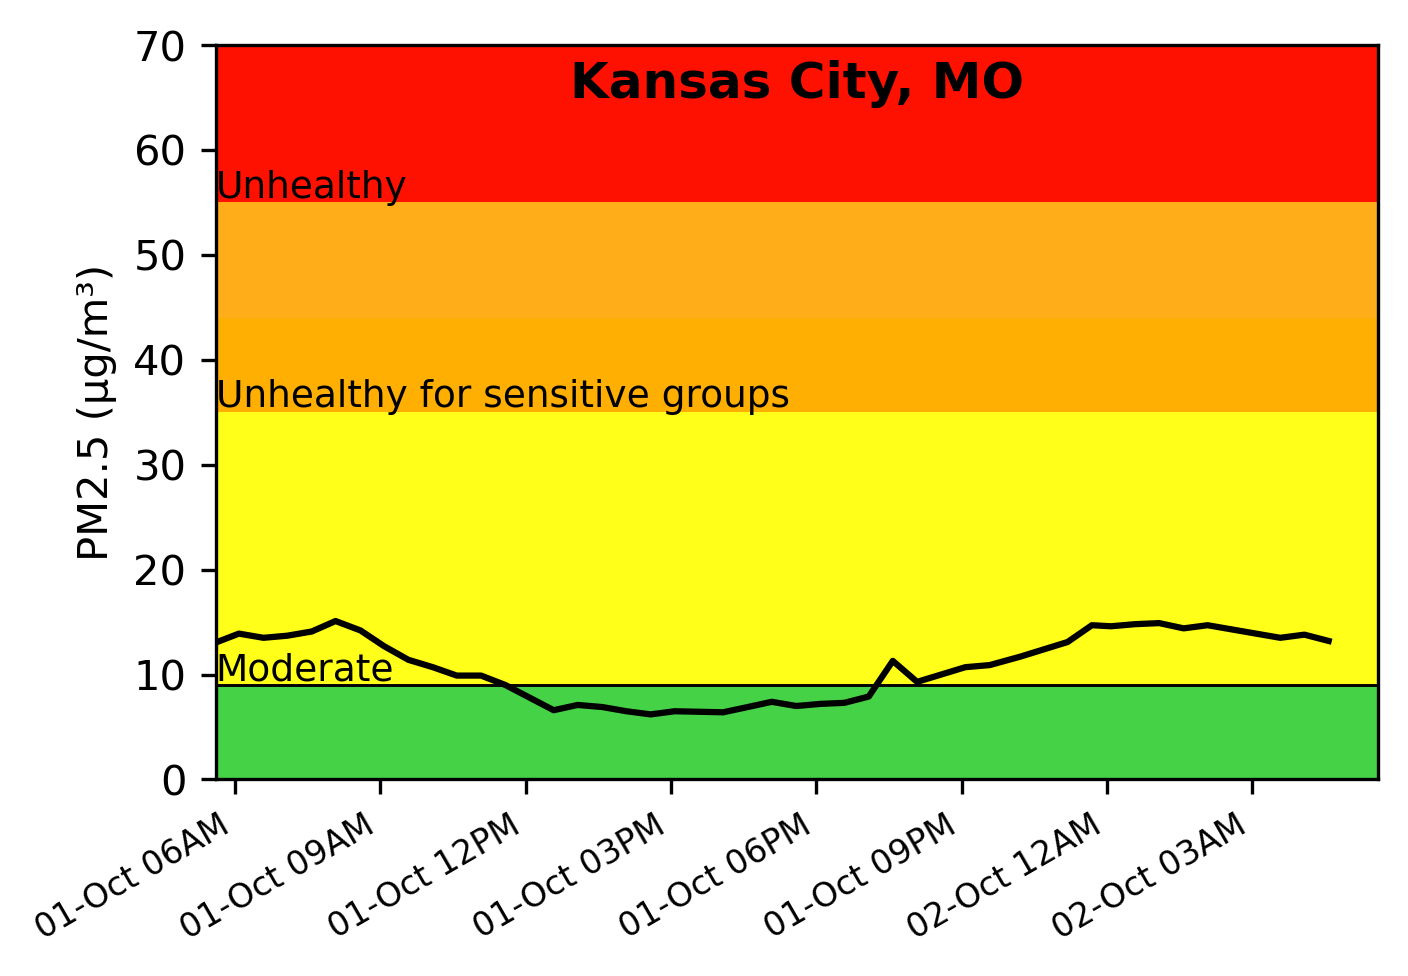 Kansas City, MO
PM2.5 (µg/m³)
70
60
50
40
30
20
10
0
Unhealthy
Unhealthy for sensitive groups
Moderate
01-Oct 06AM
01-Oct 09AM
01-Oct 12PM
01-Oct 03PM
01-Oct 06PM
01-Oct 09PM
02-Oct 12AM
02-Oct 03AM